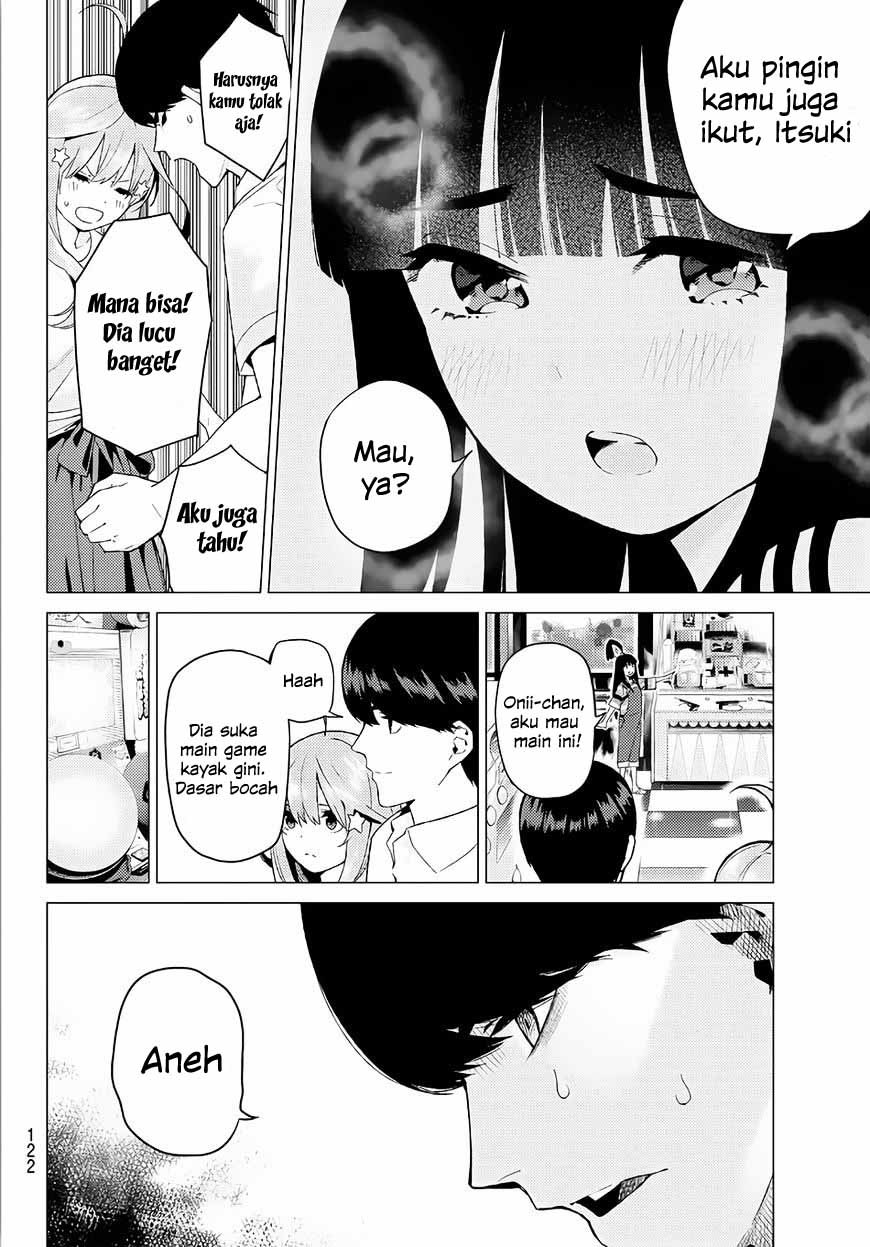 Aku pingin
kamu juga
ikut, Itsuki
Mau,
ya?
Harusnya
kamu tolak
aja!
Mana bisa!
Dia lucu
banget!
Aku juga
tahu!
Onii-chan,
aku mau
main ini!
Haah
Dia suka
main game
kayak gini.
Dasar bocah
Aneh
122